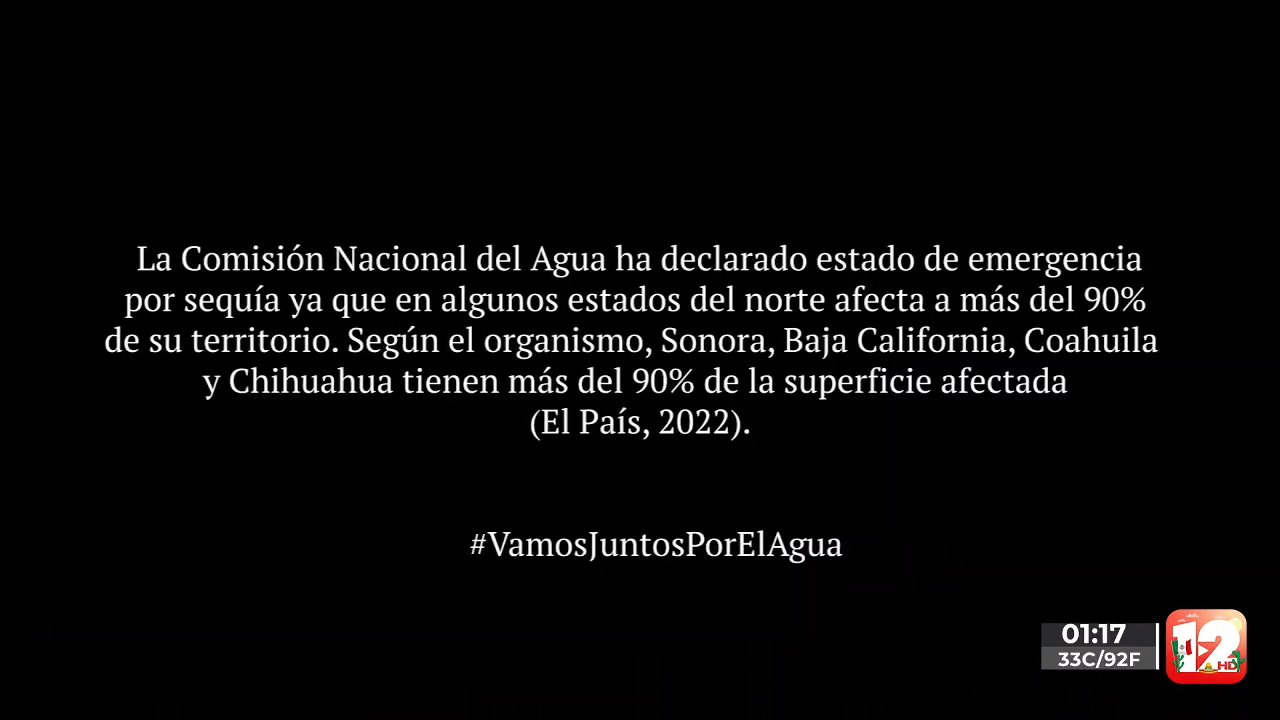 La Comisión Nacional del Agua ha declarado estado de emergencia
por sequía ya que en algunos estados del norte afecta a más del 90%
de su territorio. Según el organismo, Sonora, Baja California, Coahuila
y Chihuahua tienen más del 90% de la superficie afectada
(El País, 2022).
#VamosJuntosPorElAgua
01:17
33C/92F
12
HD